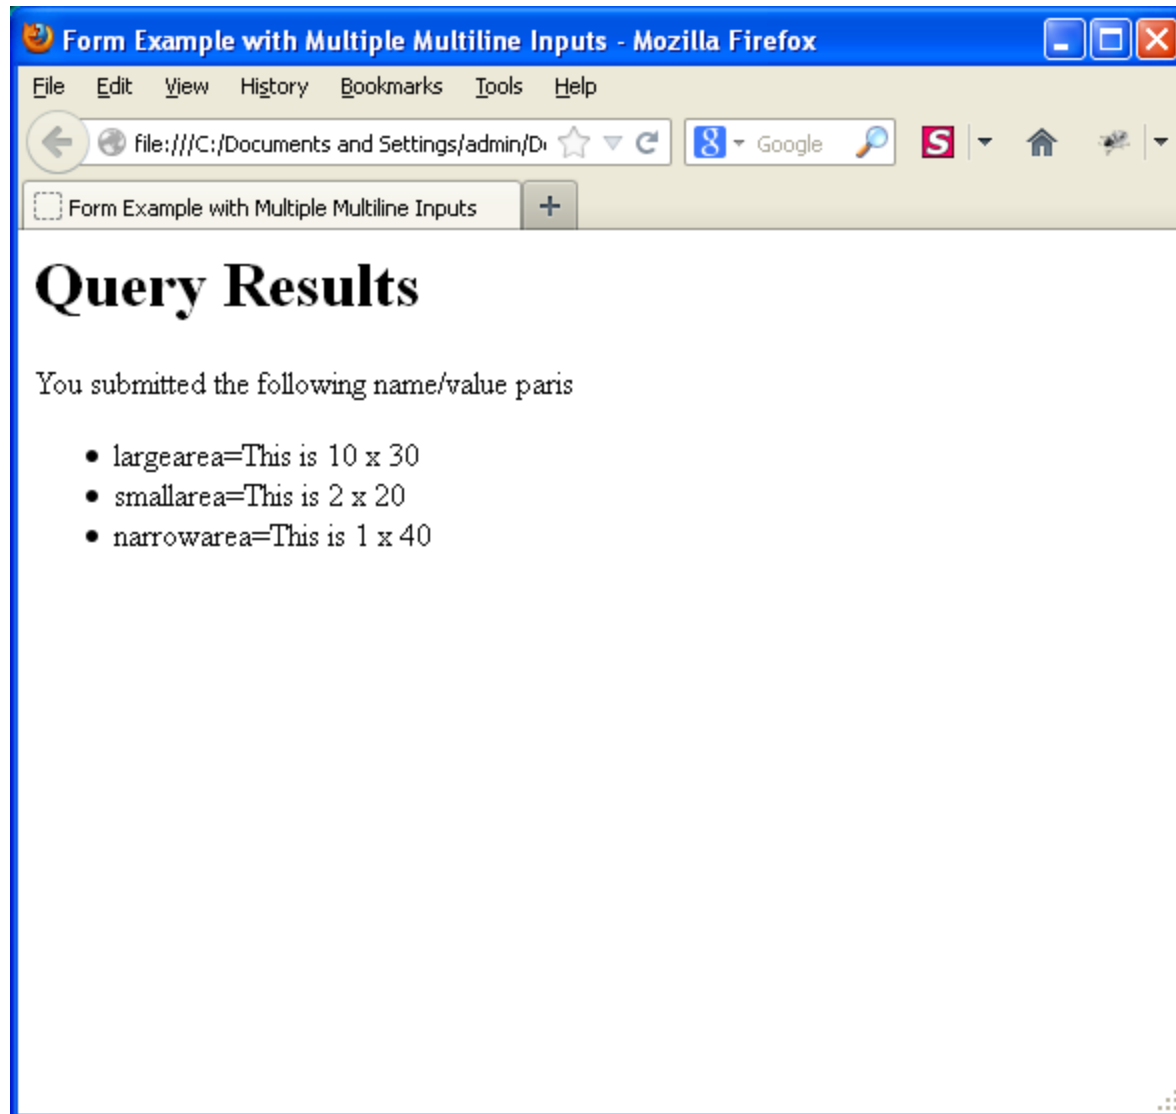 Form Example with Multiple Multiline Inputs - Mozilla Firefox
File Edit View History Bookmarks Tools Help
file:///C:/Documents and Settings/admin/D
8 Google S
Form Example with Multiple Multiline Inputs +
Query Results
You submitted the following name/value paris
• largearea=This is 10 x 30
• smallarea=This is 2 x 20
• narrowarea=This is 1 x 40